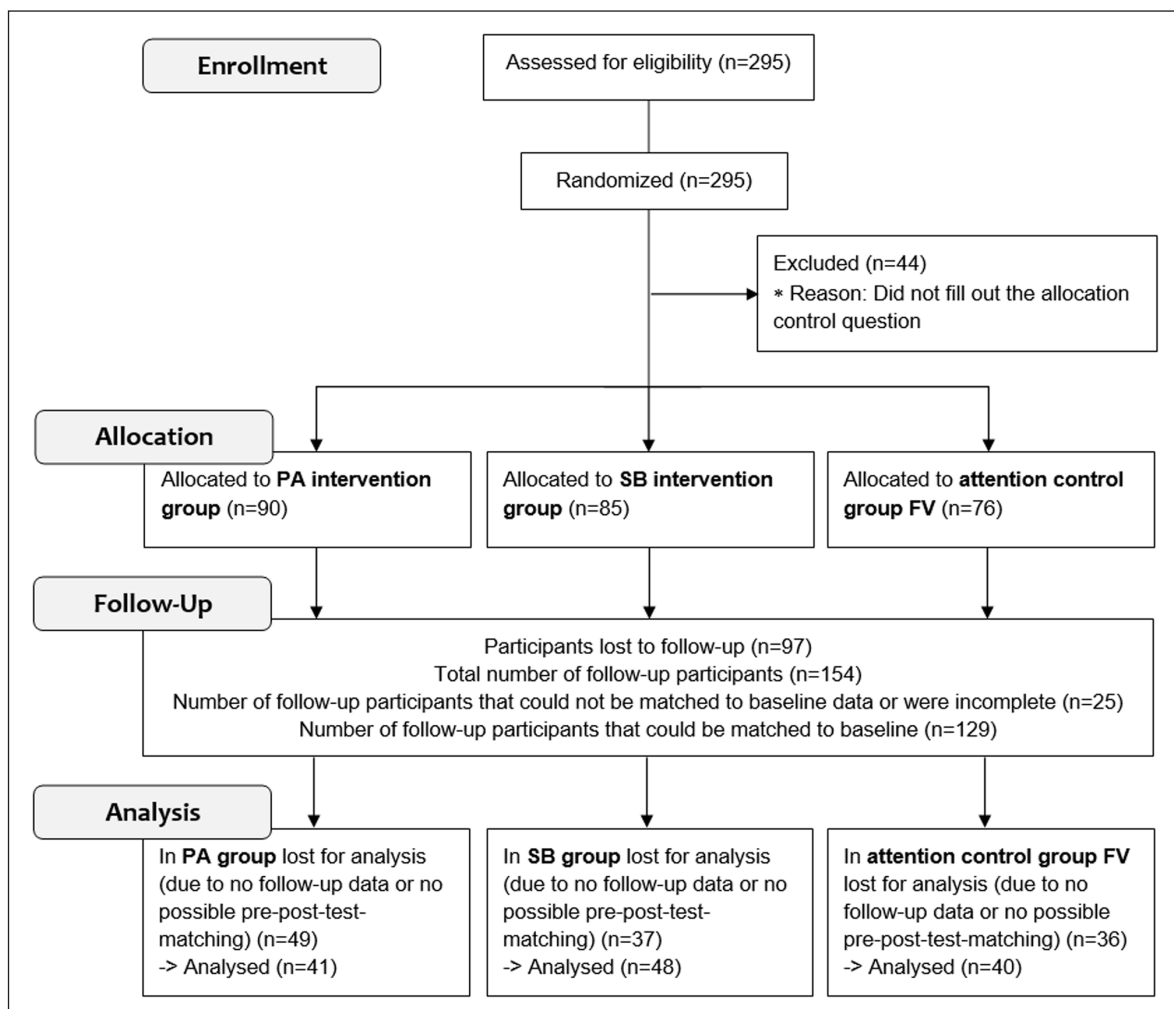 Enrollment
Assessed for eligibility (n=295)
Randomized (n=295)
Excluded (n=44)
* Reason: Did not fill out the allocation
control question
Allocation
Allocated to PA intervention
group (n=90)
Allocated to SB intervention
group (n=85)
Allocated to attention control
group FV (n=76)
Follow-Up
Participants lost to follow-up (n=97)
Total number of follow-up participants (n=154)
Number of follow-up participants that could not be matched to baseline data or were incomplete (n=25)
Number of follow-up participants that could be matched to baseline (n=129)
Analysis
In PA group lost for analysis
(due to no follow-up data or no
possible pre-post-test-
matching) (n=49)
-> Analysed (n=41)
In SB group lost for analysis
(due to no follow-up data or no
possible pre-post-test-
matching) (n=37)
-> Analysed (n=48)
In attention control group FV
lost for analysis (due to no
follow-up data or no possible
pre-post-test-matching) (n=36)
-> Analysed (n=40)